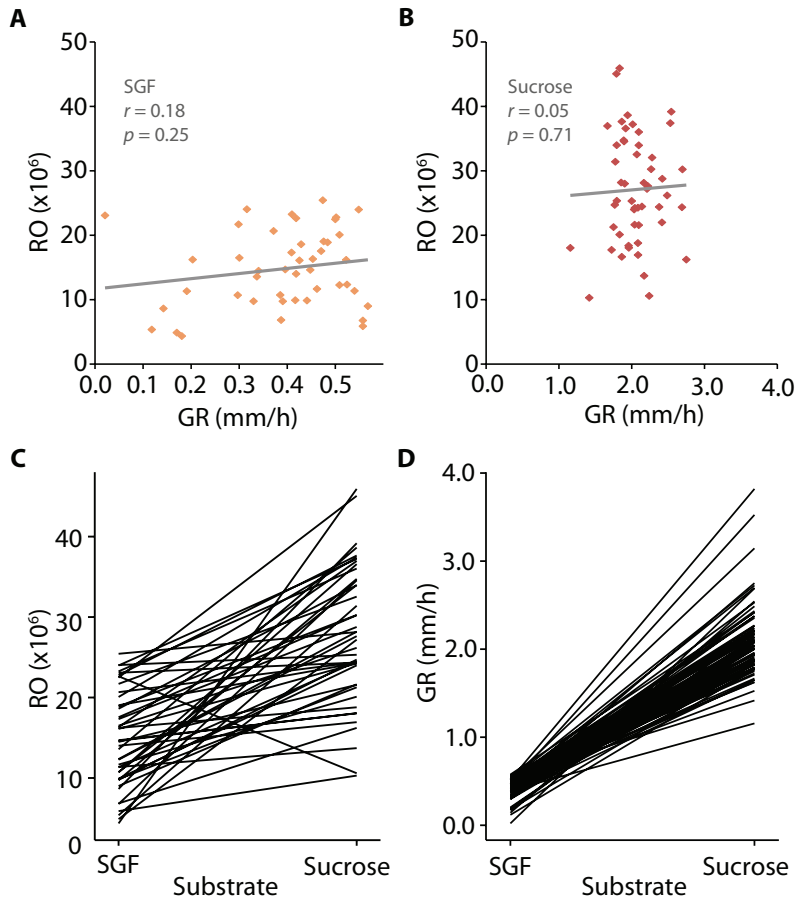 A
50
40
30
20
10
0
RO (x10⁶)
SGF
r = 0.18
p = 0.25
0.0 0.1 0.2 0.3 0.4 0.5
GR (mm/h)
B
50
40
30
20
10
0
RO (x10⁶)
Sucrose
r = 0.05
p = 0.71
0.0 1.0 2.0 3.0 4.0
GR (mm/h)
C
40
30
20
10
0
RO (x10⁶)
SGF Sucrose
Substrate
D
4.0
3.0
2.0
1.0
0.0
GR (mm/h)
SGF Sucrose
Substrate